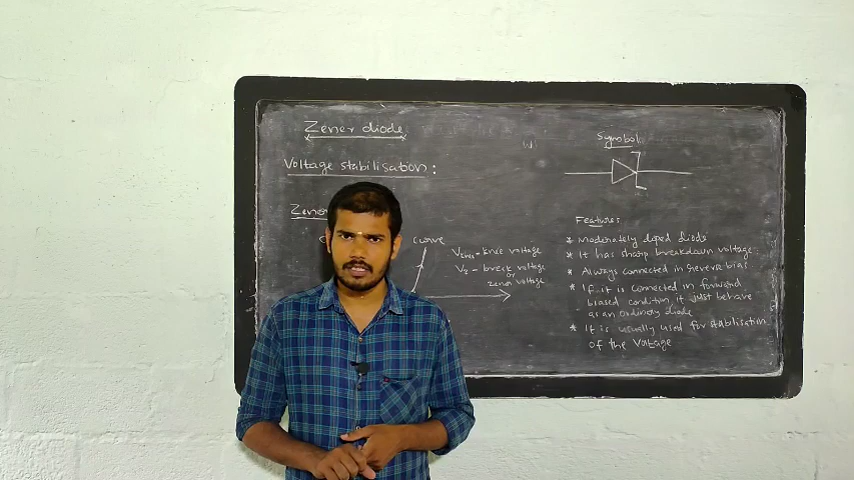 Zener diode
Voltage stabilisation:
Zener
curve
Vknee - knee voltage
Vz - break voltage
or
zener voltage
Symbol
Features
* Moderately doped diode
* It has sharp breakdown voltage.
* Always connected in reverse bias
* If it is connected in forward
biased condition, it just behave
as an ordinary diode
* It is usually used for stabilisation
of the voltage